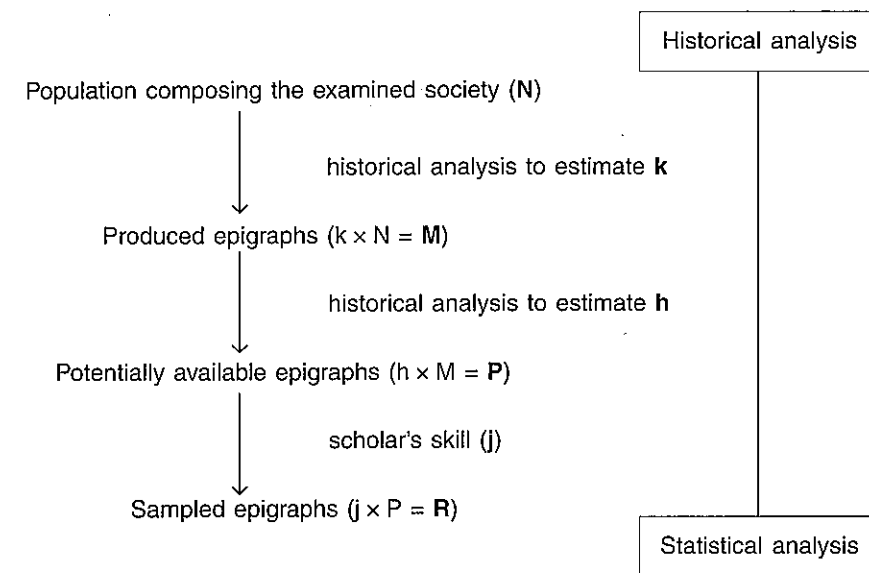 Historical analysis
Population composing the examined society (N)
historical analysis to estimate k
Produced epigraphs (k × N = M)
historical analysis to estimate h
Potentially available epigraphs (h × M = P)
scholar's skill (j)
Sampled epigraphs (j × P = R)
Statistical analysis